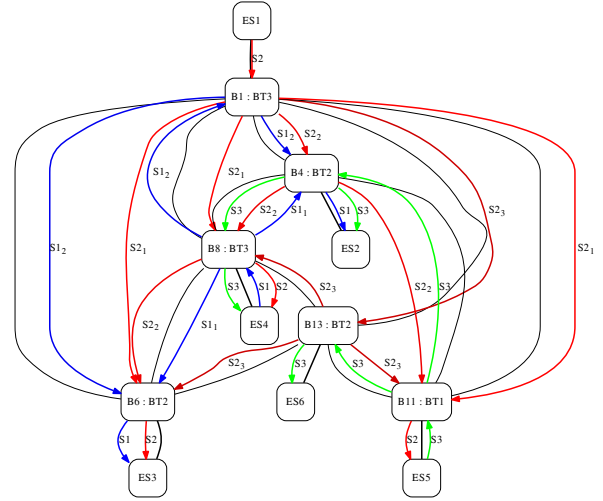 ES1
S2
B1 : BT3
S1₂
S2₂
S1₂
S2₁
B4 : BT2
S3
S2₂
S1₁
S1
S3
S2₃
S1₂
S2₁
B8 : BT3
ES2
S2₁
S3
S1
S2
S2₃
S2₂
S3
S2₂
S1₁
ES4
B13 : BT2
S2₃
S3
S3
S2₃
B6 : BT2
ES6
B11 : BT1
S1
S2
S2
S3
ES3
ES5